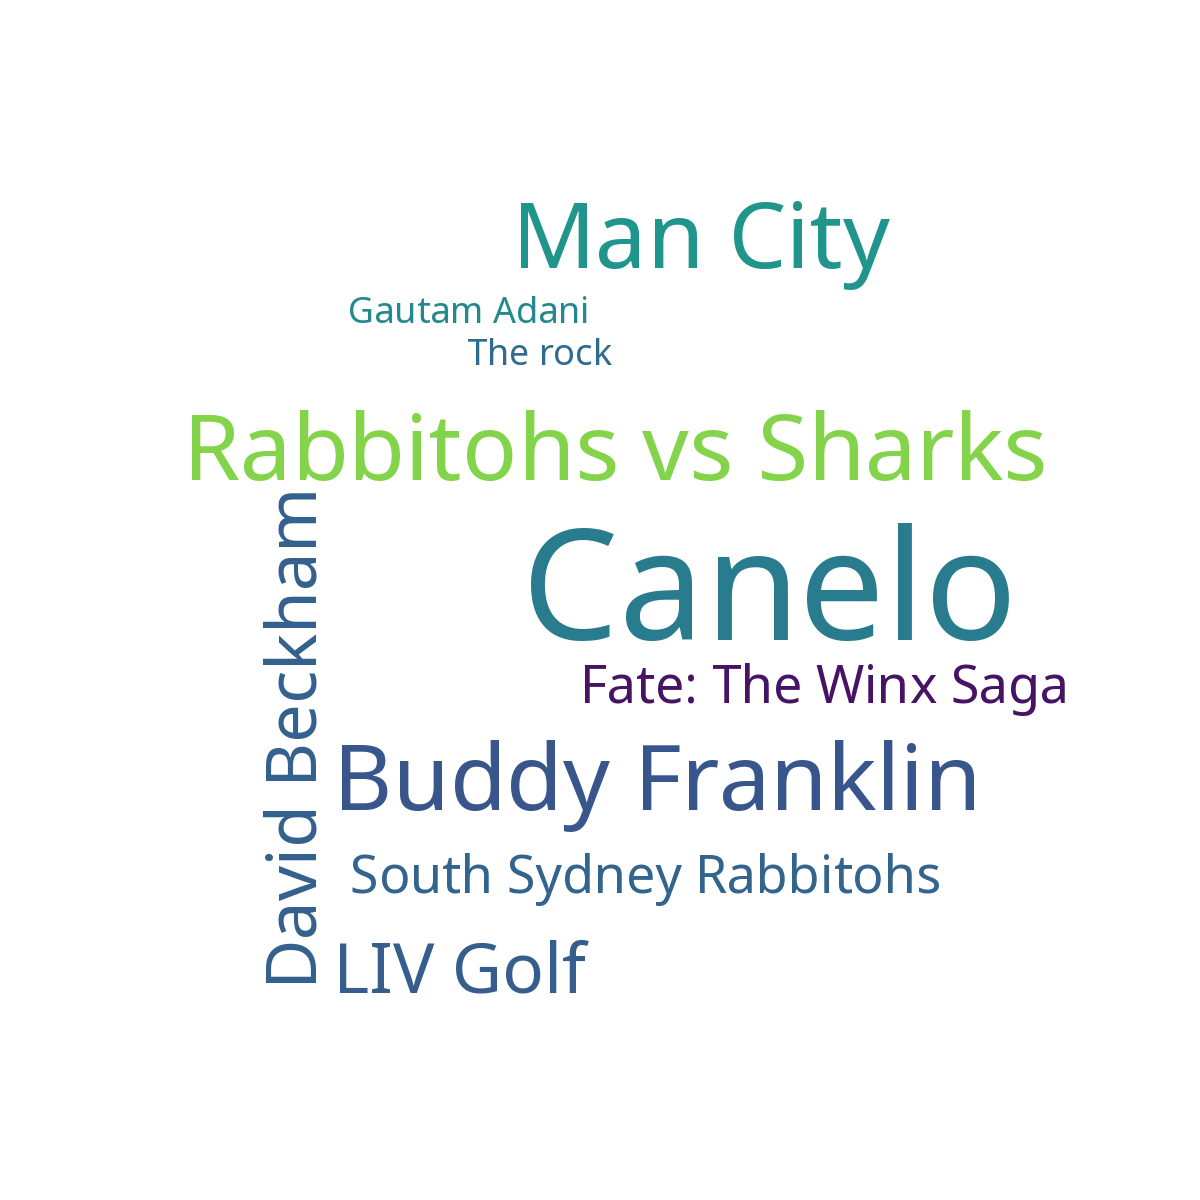 Man City
Gautam Adani
The rock
Rabbitohs vs Sharks
David Beckham
Canelo
Fate: The Winx Saga
Buddy Franklin
South Sydney Rabbitohs
LIV Golf